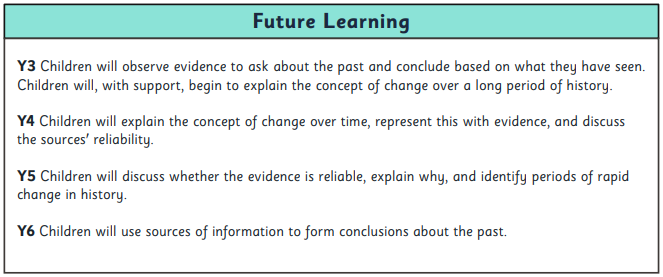 Future Learning
Y3 Children will observe evidence to ask about the past and conclude based on what they have seen.
Children will, with support, begin to explain the concept of change over a long period of history.
Y4 Children will explain the concept of change over time, represent this with evidence, and discuss
the sources' reliability.
Y5 Children will discuss whether the evidence is reliable, explain why, and identify periods of rapid
change in history.
Y6 Children will use sources of information to form conclusions about the past.